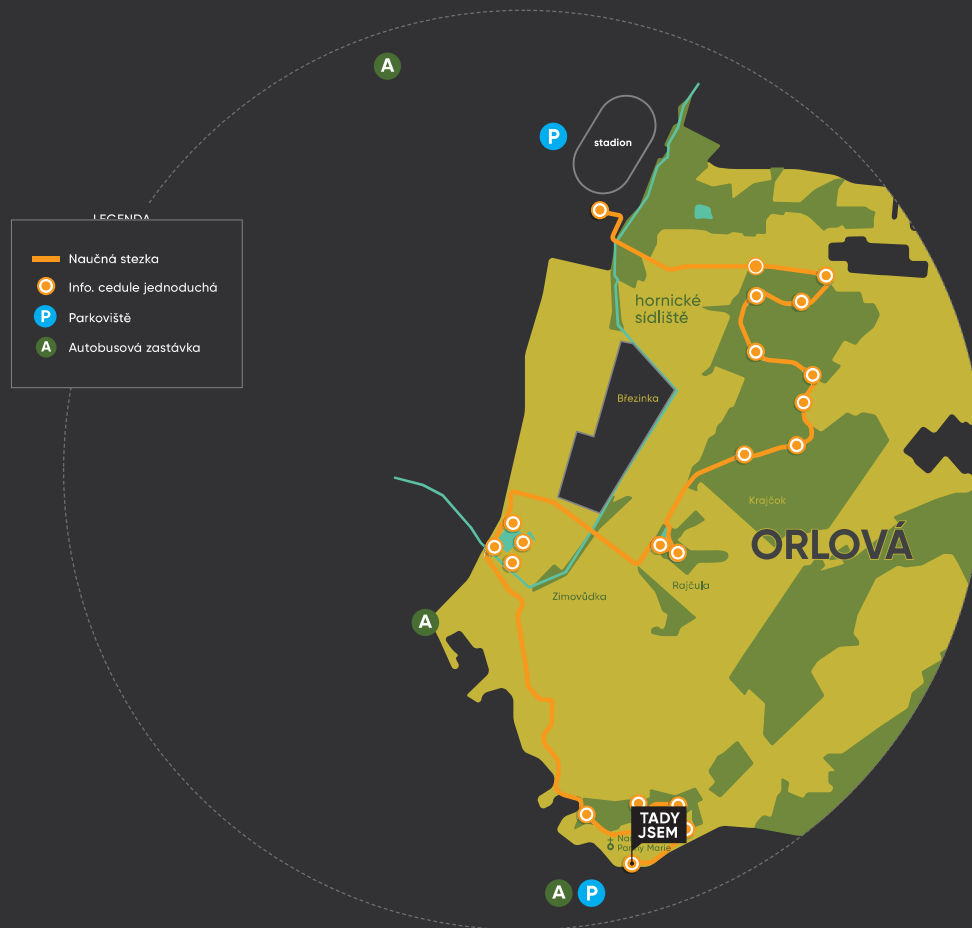 A
P
stadion
LEGENDA
Naučná stezka
Info. cedule jednoduchá
P Parkoviště
A Autobusová zastávka
hornické
sídliště
Březinka
Krajčok
ORLOVÁ
Rajčula
Zimovůdka
A
TADY
JSEM
Marie
A P